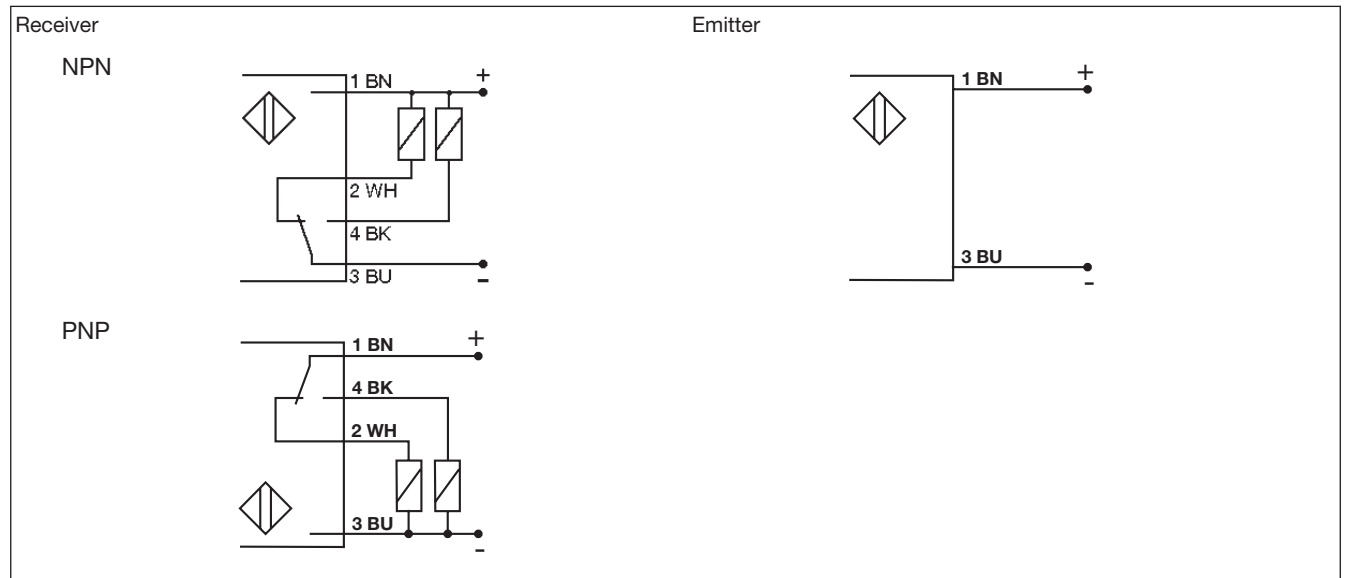 Receiver
NPN
1 BN
+
2 WH
4 BK
3 BU
-
PNP
1 BN
+
4 BK
2 WH
3 BU
-
Emitter
1 BN
+
3 BU
-